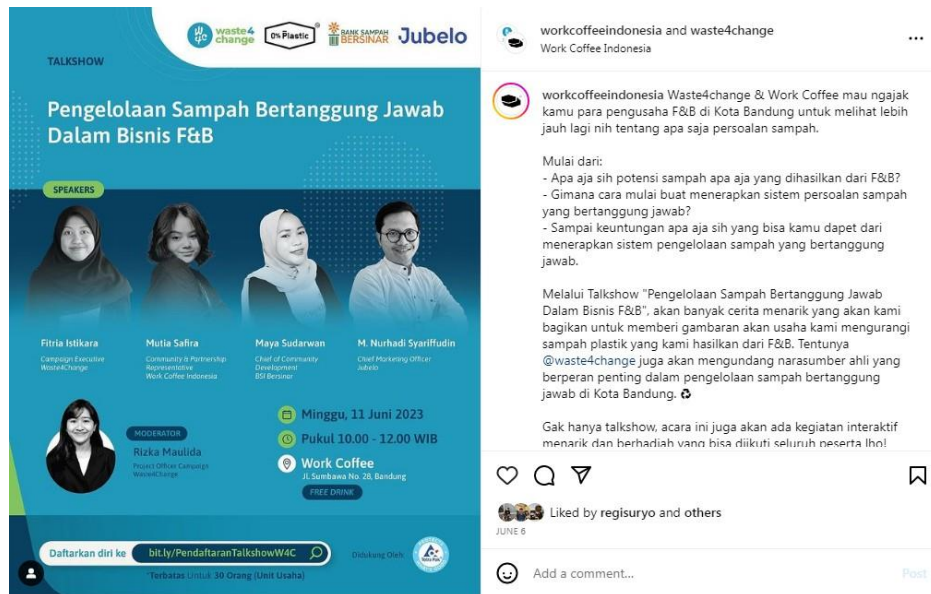 waste4
change
0% Plastic
BANK SAMPAH
BERSINAR
Jubelo
TALKSHOW
Pengelolaan Sampah Bertanggung Jawab
Dalam Bisnis F&B
SPEAKERS
Fitria Istikara
Campaign Executive
Waste4Change
Mutia Safira
Community & Partnership
Representative
Work Coffee Indonesia
Maya Sudarwan
Chief of Community
Development
BSI Bersinar
M. Nurhadi Syariffudin
Chief Marketing Officer
Jubelo
MODERATOR
Rizka Maulida
Project Officer Campaign
Waste4Change
Minggu, 11 Juni 2023
Pukul 10.00 - 12.00 WIB
Work Coffee
Jl. Sumbawa No. 28, Bandung
FREE DRINK
Daftarkan diri ke
bit.ly/PendaftaranTalkshowW4C
Didukung Oleh:
Tetra Pak
*Terbatas Untuk 30 Orang (Unit Usaha)
workcoffeeindonesia and waste4change
Work Coffee Indonesia
workcoffeeindonesia Waste4change & Work Coffee mau ngajak
kamu para pengusaha F&B di Kota Bandung untuk melihat lebih
jauh lagi nih tentang apa saja persoalan sampah.
Mulai dari:
- Apa aja sih potensi sampah apa aja yang dihasilkan dari F&B?
- Gimana cara mulai buat menerapkan sistem persoalan sampah
yang bertanggung jawab?
- Sampai keuntungan apa aja sih yang bisa kamu dapet dari
menerapkan sistem pengelolaan sampah yang bertanggung
jawab.
Melalui Talkshow "Pengelolaan Sampah Bertanggung Jawab
Dalam Bisnis F&B", akan banyak cerita menarik yang akan kami
bagikan untuk memberi gambaran akan usaha kami mengurangi
sampah plastik yang kami hasilkan dari F&B. Tentunya
@waste4change juga akan mengundang narasumber ahli yang
berperan penting dalam pengelolaan sampah bertanggung
jawab di Kota Bandung. ♻
Gak hanya talkshow, acara ini juga akan ada kegiatan interaktif
menarik dan berhadiah yang bisa diikuti seluruh peserta lho!
Liked by regisuryo and others
JUNE 6
Add a comment...
Post